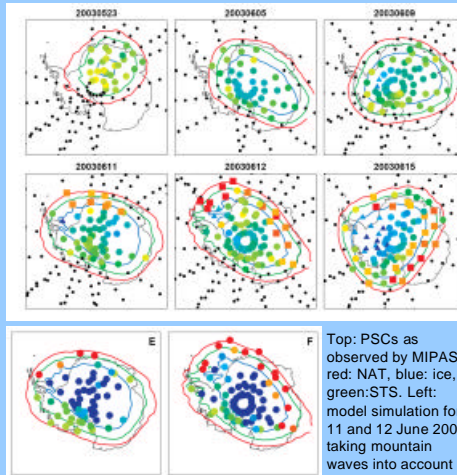 20030523 20030605 20030609
20030611 20030612 20030615
E F
Top: PSCs as
observed by MIPAS
red: NAT, blue: ice,
green:STS. Left:
model simulation fo
11 and 12 June 200
taking mountain
waves into account